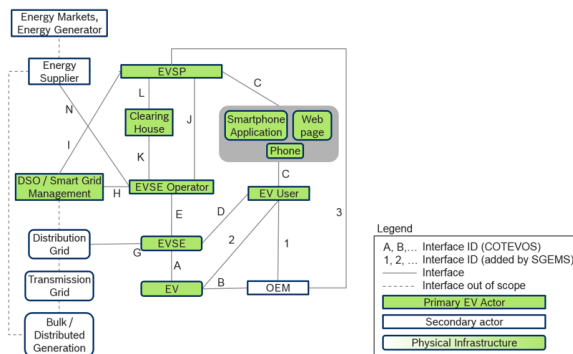 Energy Markets,
Energy Generator
Energy
Supplier
EVSP
C
L
N
Clearing
House
J
Smartphone
Application
Web
page
Phone
I
K
C
DSO / Smart Grid
Management
H
EVSE Operator
EV User
3
E
D
Distribution
Grid
G
EVSE
2
1
A
Transmission
Grid
EV
B
OEM
Bulk /
Distributed
Generation
Legend
A, B,... Interface ID (COTEVOS)
1, 2, ... Interface ID (added by SGEMS)
Interface
Interface out of scope
Primary EV Actor
Secondary actor
Physical Infrastructure